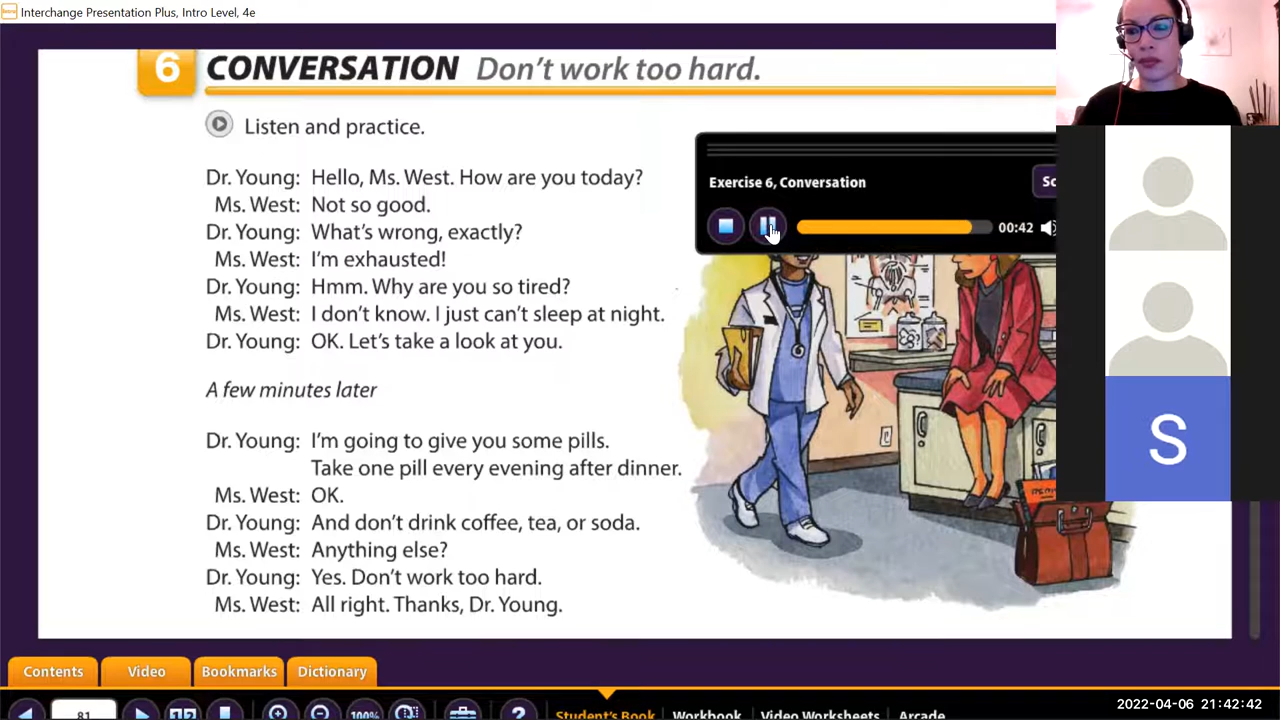 Interchange Presentation Plus, Intro Level, 4e
6 CONVERSATION Don't work too hard.
Listen and practice.
Dr. Young: Hello, Ms. West. How are you today?
Ms. West: Not so good.
Dr. Young: What's wrong, exactly?
Ms. West: I'm exhausted!
Dr. Young: Hmm. Why are you so tired?
Ms. West: I don't know. I just can't sleep at night.
Dr. Young: OK. Let's take a look at you.
A few minutes later
Dr. Young: I'm going to give you some pills.
Take one pill every evening after dinner.
Ms. West: OK.
Dr. Young: And don't drink coffee, tea, or soda.
Ms. West: Anything else?
Dr. Young: Yes. Don't work too hard.
Ms. West: All right. Thanks, Dr. Young.
Exercise 6, Conversation
Sc
00:42
S
Contents Video Bookmarks Dictionary
81 100% ? Student's Book Workbook Video Worksheets Arcade
2022-04-06 21:42:42